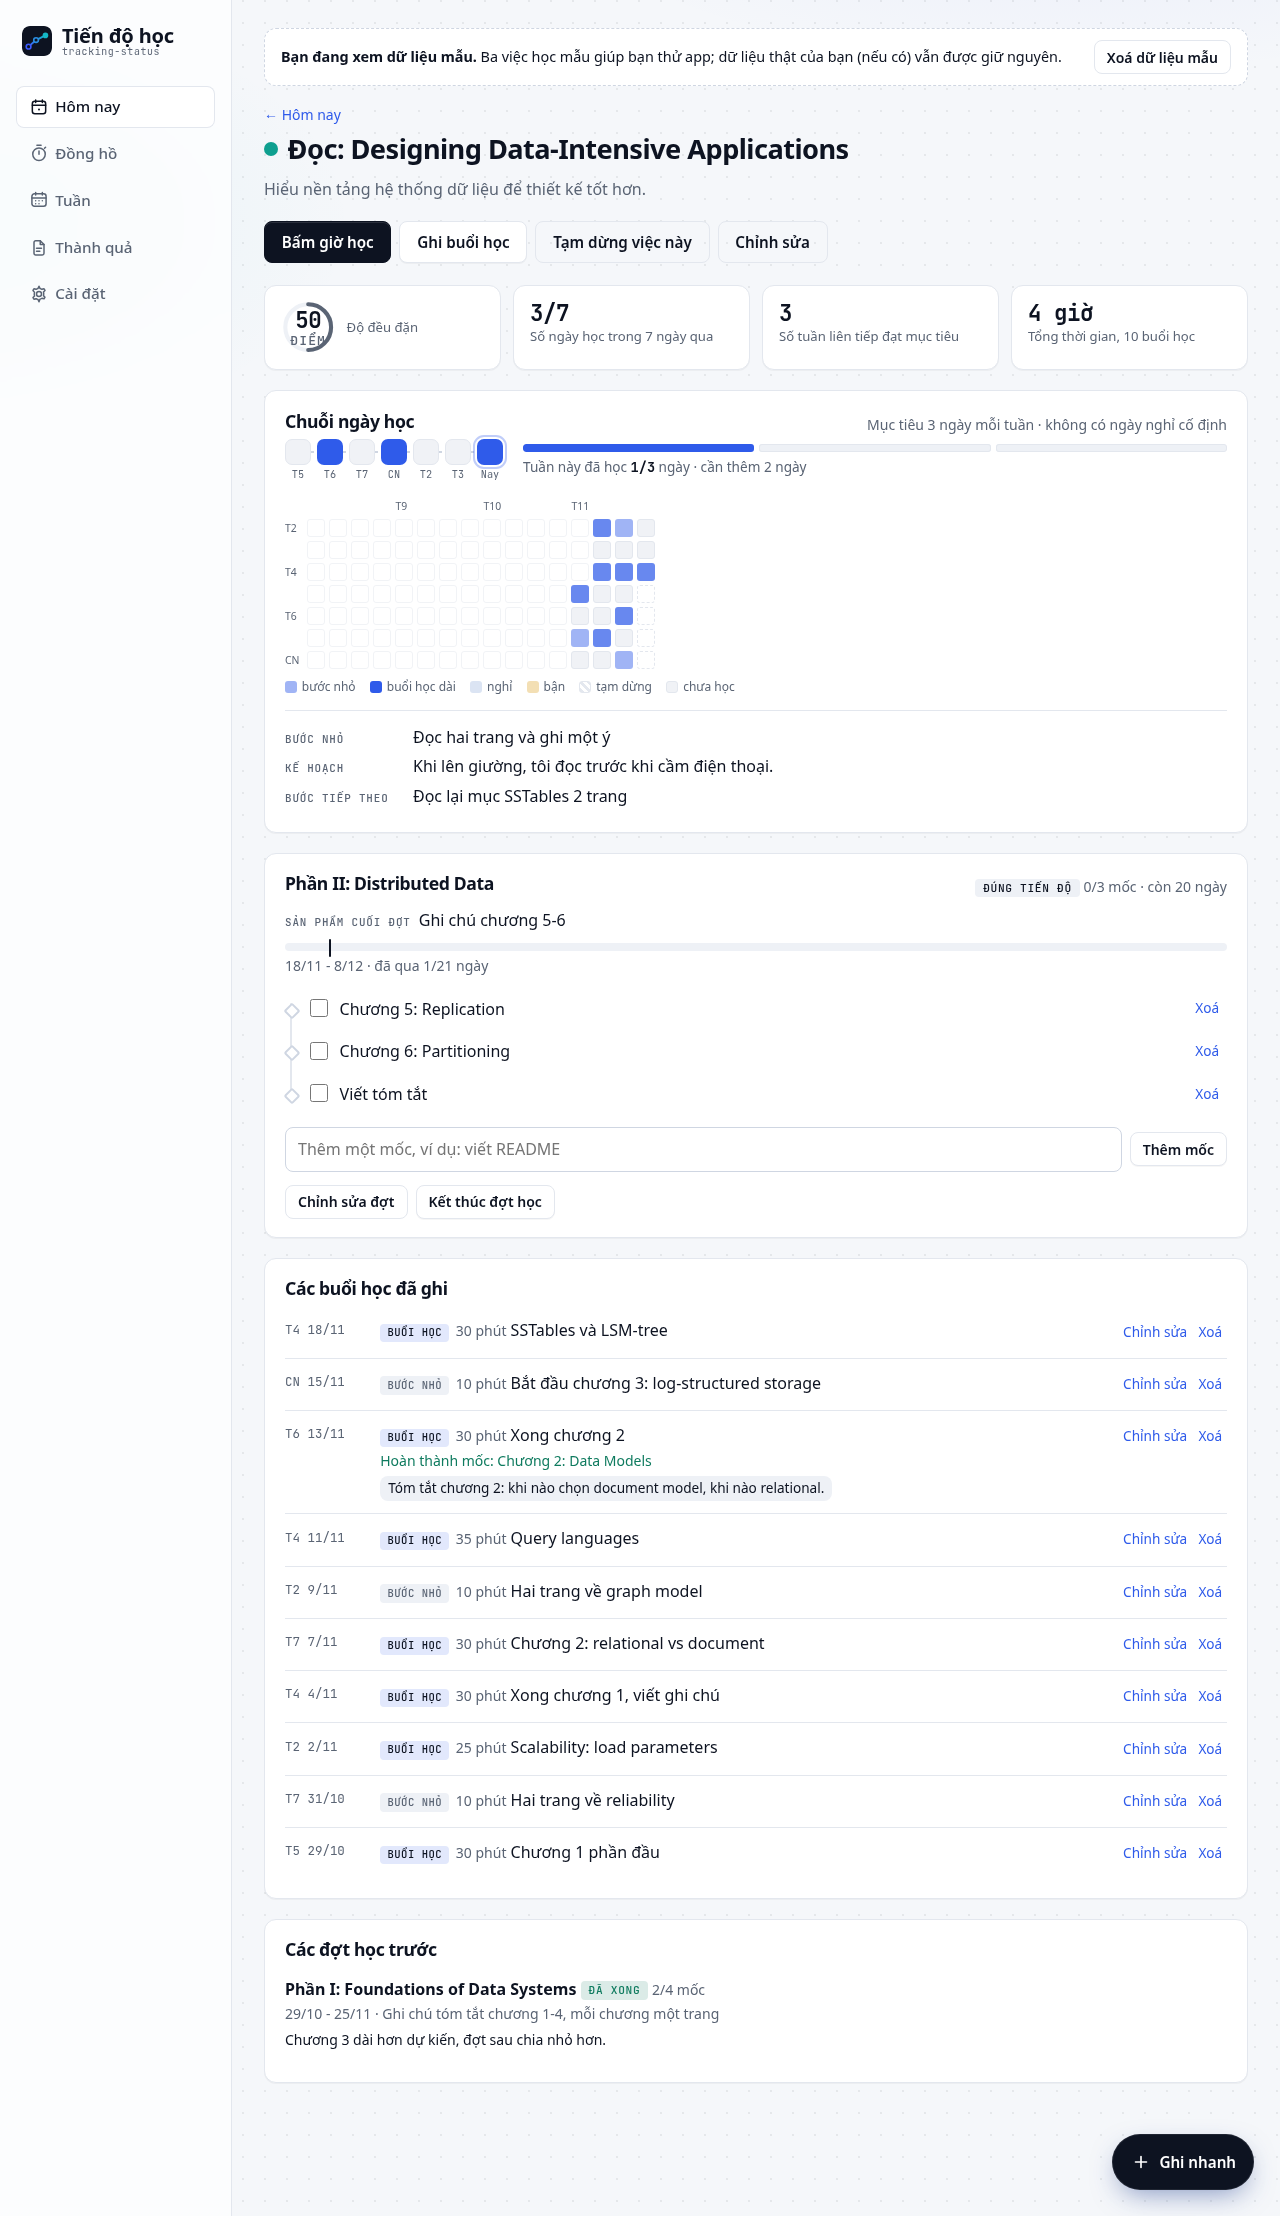 Tiến độ học
tracking-status
Hôm nay
Đồng hồ
Tuần
Thành quả
Cài đặt
Bạn đang xem dữ liệu mẫu. Ba việc học mẫu giúp bạn thử app; dữ liệu thật của bạn (nếu có) vẫn được giữ nguyên.
Xoá dữ liệu mẫu
← Hôm nay
Đọc: Designing Data-Intensive Applications
Hiểu nền tảng hệ thống dữ liệu để thiết kế tốt hơn.
Bấm giờ học
Ghi buổi học
Tạm dừng việc này
Chỉnh sửa
50
ĐIỂM
Độ đều đặn
3/7
Số ngày học trong 7 ngày qua
3
Số tuần liên tiếp đạt mục tiêu
4 giờ
Tổng thời gian, 10 buổi học
Chuỗi ngày học
Mục tiêu 3 ngày mỗi tuần · không có ngày nghỉ cố định
T5 T6 T7 CN T2 T3 Nay
Tuần này đã học 1/3 ngày · cần thêm 2 ngày
T9 T10 T11
T2
T4
T6
CN
bước nhỏ buổi học dài nghỉ bận tạm dừng chưa học
BƯỚC NHỎ Đọc hai trang và ghi một ý
KẾ HOẠCH Khi lên giường, tôi đọc trước khi cầm điện thoại.
BƯỚC TIẾP THEO Đọc lại mục SSTables 2 trang
Phần II: Distributed Data
ĐÚNG TIẾN ĐỘ 0/3 mốc · còn 20 ngày
SẢN PHẨM CUỐI ĐỢT Ghi chú chương 5-6
18/11 - 8/12 · đã qua 1/21 ngày
Chương 5: Replication Xoá
Chương 6: Partitioning Xoá
Viết tóm tắt Xoá
Thêm một mốc, ví dụ: viết README
Thêm mốc
Chỉnh sửa đợt
Kết thúc đợt học
Các buổi học đã ghi
T4 18/11 BUỔI HỌC 30 phút SSTables và LSM-tree Chỉnh sửa Xoá
CN 15/11 BƯỚC NHỎ 10 phút Bắt đầu chương 3: log-structured storage Chỉnh sửa Xoá
T6 13/11 BUỔI HỌC 30 phút Xong chương 2 Chỉnh sửa Xoá
Hoàn thành mốc: Chương 2: Data Models
Tóm tắt chương 2: khi nào chọn document model, khi nào relational.
T4 11/11 BUỔI HỌC 35 phút Query languages Chỉnh sửa Xoá
T2 9/11 BƯỚC NHỎ 10 phút Hai trang về graph model Chỉnh sửa Xoá
T7 7/11 BUỔI HỌC 30 phút Chương 2: relational vs document Chỉnh sửa Xoá
T4 4/11 BUỔI HỌC 30 phút Xong chương 1, viết ghi chú Chỉnh sửa Xoá
T2 2/11 BUỔI HỌC 25 phút Scalability: load parameters Chỉnh sửa Xoá
T7 31/10 BƯỚC NHỎ 10 phút Hai trang về reliability Chỉnh sửa Xoá
T5 29/10 BUỔI HỌC 30 phút Chương 1 phần đầu Chỉnh sửa Xoá
Các đợt học trước
Phần I: Foundations of Data Systems ĐÃ XONG 2/4 mốc
29/10 - 25/11 · Ghi chú tóm tắt chương 1-4, mỗi chương một trang
Chương 3 dài hơn dự kiến, đợt sau chia nhỏ hơn.
Ghi nhanh